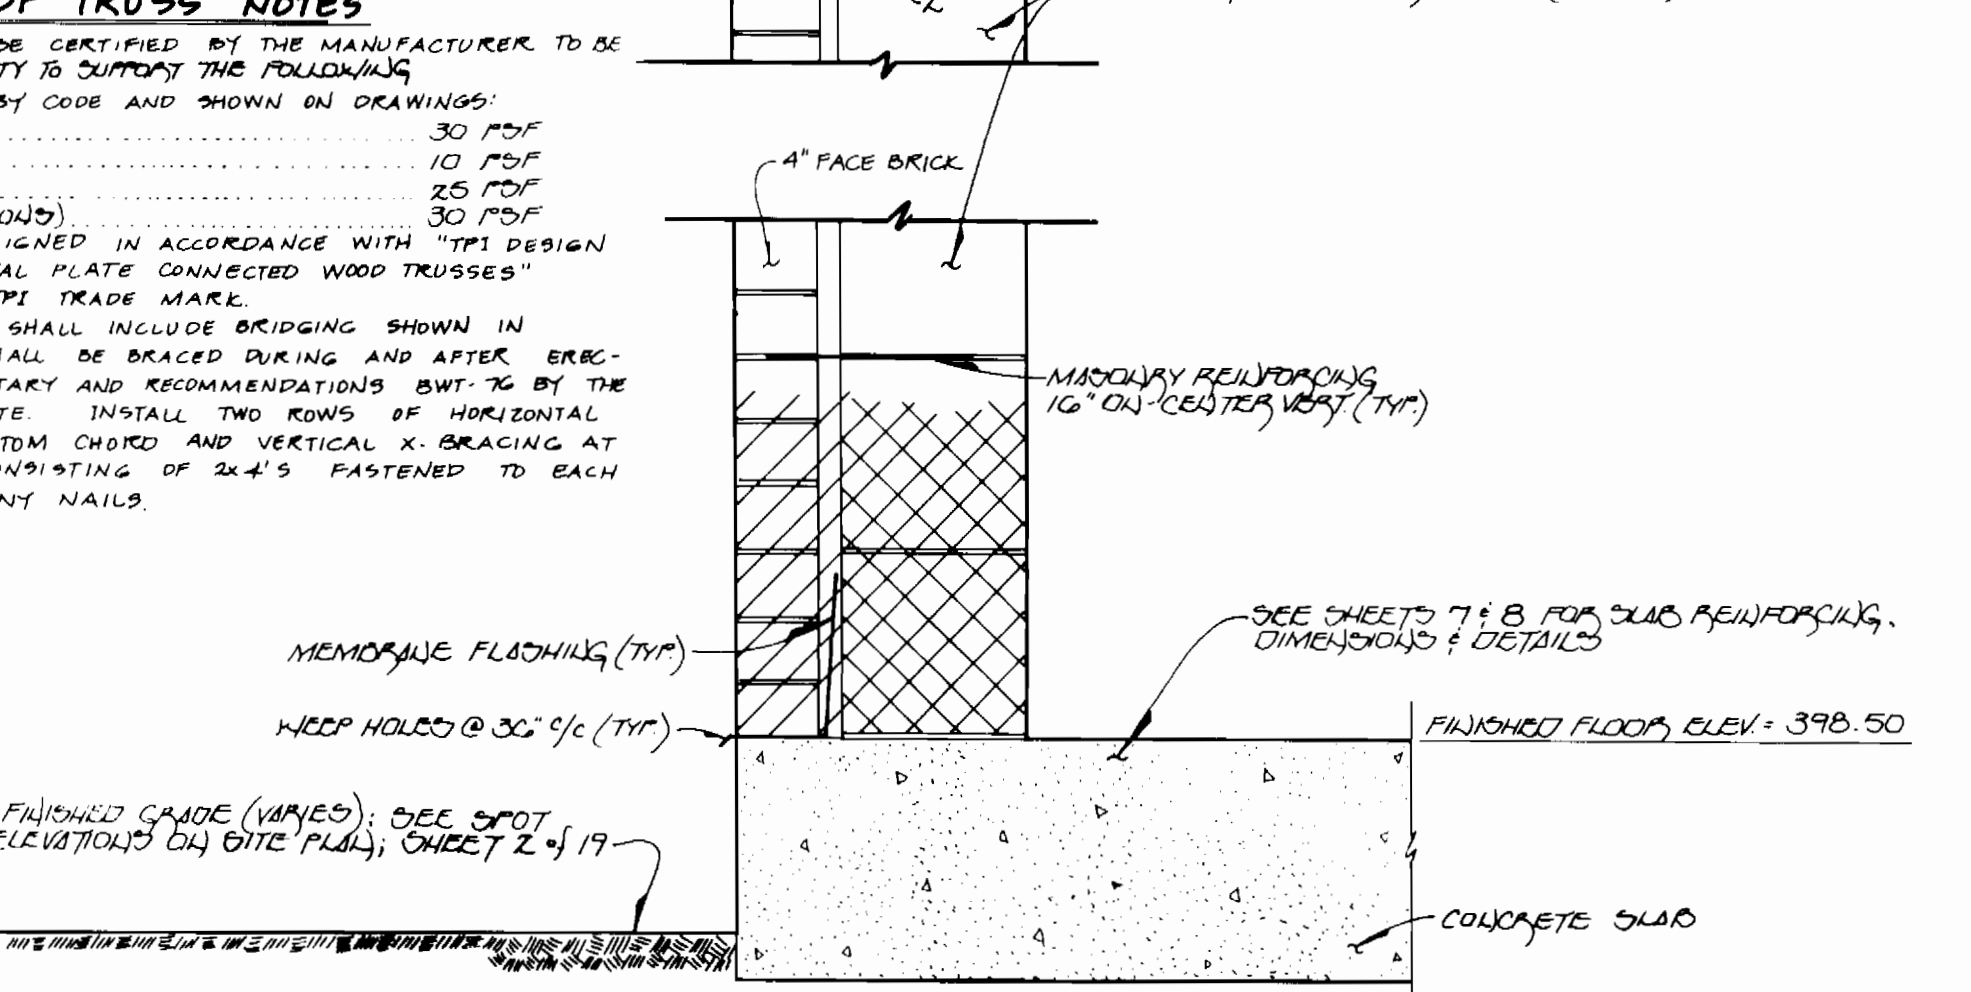 OF TRUSS NOTES
BE CERTIFIED BY THE MANUFACTURER TO BE
TY TO SUPPORT THE FOLLOWING
BY CODE AND SHOWN ON DRAWINGS:
30 PSF
10 PSF
25 PSF
ONS) 30 PSF
IGNED IN ACCORDANCE WITH "TPI DESIGN
AL PLATE CONNECTED WOOD TRUSSES"
PI TRADE MARK.
SHALL INCLUDE BRIDGING SHOWN IN
ALL BE BRACED DURING AND AFTER EREC-
TARY AND RECOMMENDATIONS BWT-76 BY THE
TE. INSTALL TWO ROWS OF HORIZONTAL
TOM CHORD AND VERTICAL X-BRACING AT
ONSISTING OF 2x4'S FASTENED TO EACH
NY NAILS.
4" FACE BRICK
MASONRY REINFORCING
16" ON-CENTER VERT. (TYP.)
MEMBRANE FLASHING (TYP.)
WEEP HOLES @ 36" c/c (TYP.)
SEE SHEETS 7 & 8 FOR SLAB REINFORCING,
DIMENSIONS & DETAILS
FINISHED FLOOR ELEV. = 398.50
FINISHED GRADE (VARIES); SEE SPOT
ELEVATIONS ON SITE PLAN; SHEET 2 of 19
CONCRETE SLAB